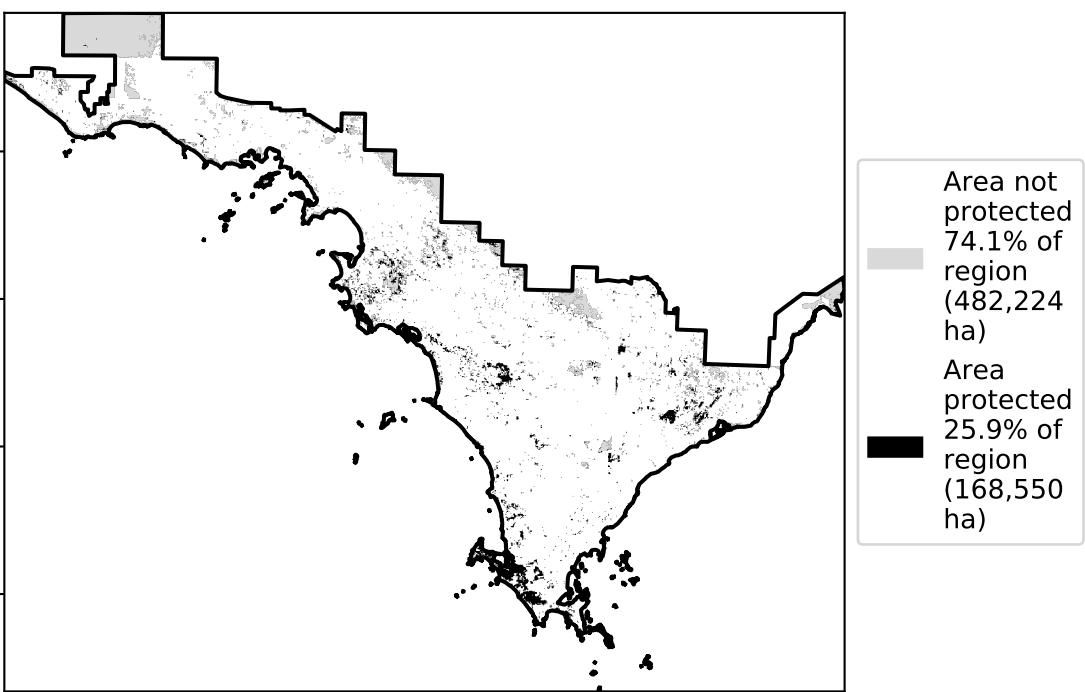 Area not
protected
74.1% of
region
(482,224
ha)
Area
protected
25.9% of
region
(168,550
ha)